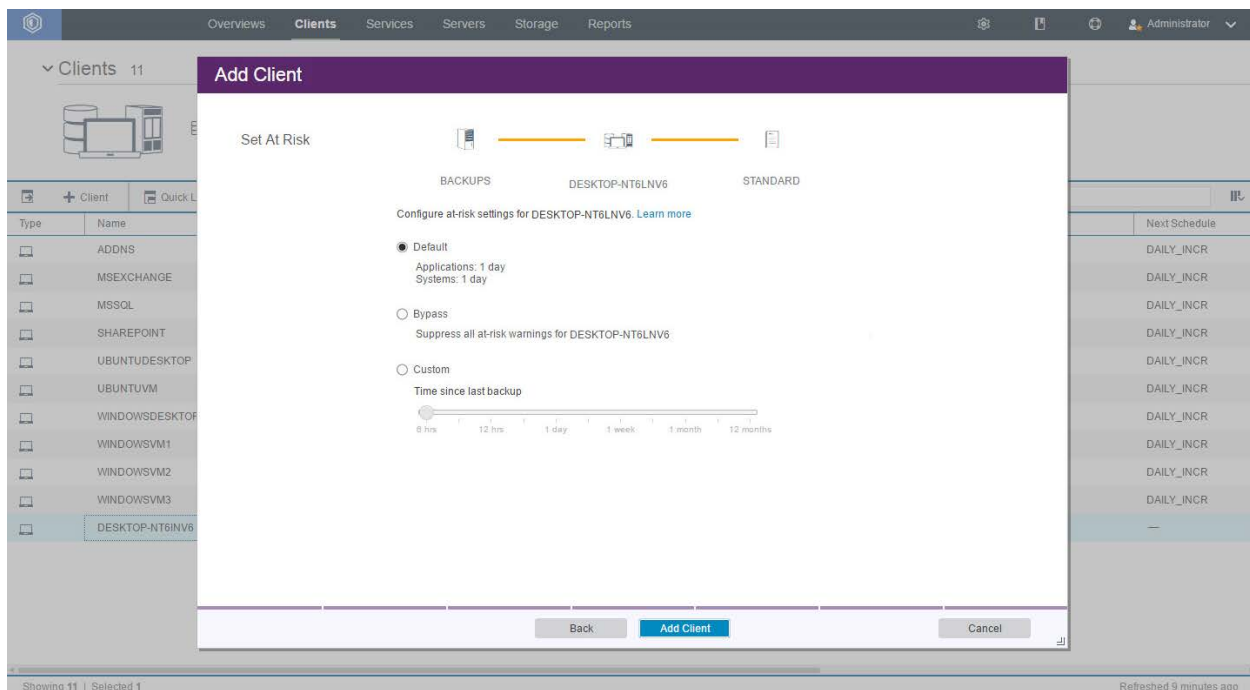 Overviews Clients Services Servers Storage Reports Administrator
Clients 11
Add Client
Set At Risk
BACKUPS DESKTOP-NT6LNV6 STANDARD
Configure at-risk settings for DESKTOP-NT6LNV6. Learn more
Default
Applications: 1 day
Systems: 1 day
Bypass
Suppress all at-risk warnings for DESKTOP-NT6LNV6
Custom
Time since last backup
6 hrs 12 hrs 1 day 1 week 1 month 12 months
Back Add Client Cancel
+ Client Quick L
Type Name Next Schedule
ADDNS DAILY_INCR
MSEXCHANGE DAILY_INCR
MSSQL DAILY_INCR
SHAREPOINT DAILY_INCR
UBUNTUDESKTOP DAILY_INCR
UBUNTUVM DAILY_INCR
WINDOWSDESKTOP DAILY_INCR
WINDOWSVM1 DAILY_INCR
WINDOWSVM2 DAILY_INCR
WINDOWSVM3 DAILY_INCR
DESKTOP-NT6INV6 —
Showing 11 | Selected 1 Refreshed 9 minutes ago